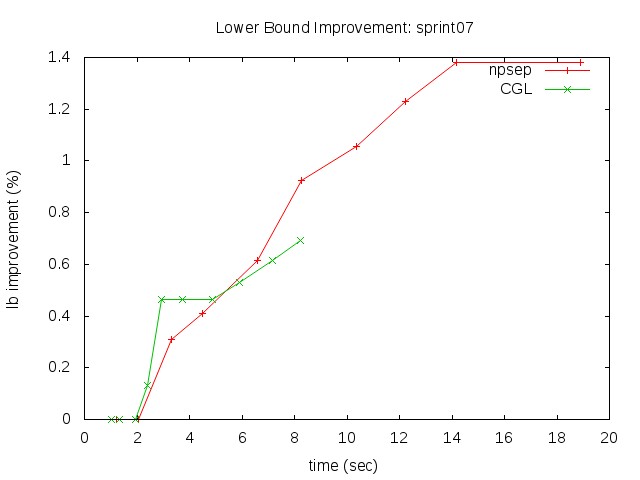 Lower Bound Improvement: sprint07
1.4
1.2
1
0.8
0.6
0.4
0.2
0
lb improvement (%)
npsep
CGL
0 2 4 6 8 10 12 14 16 18 20
time (sec)